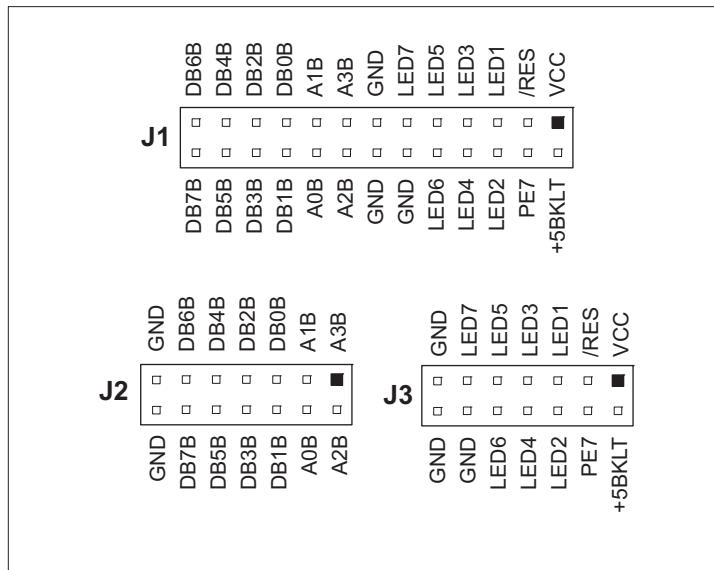 DB6B DB4B DB2B DB0B A1B A3B GND LED7 LED5 LED3 LED1 /RES VCC
J1
DB7B DB5B DB3B DB1B A0B A2B GND GND LED6 LED4 LED2 PE7 +5BKLT
GND DB6B DB4B DB2B DB0B A1B A3B
J2
GND DB7B DB5B DB3B DB1B A0B A2B
GND LED7 LED5 LED3 LED1 /RES VCC
J3
GND GND LED6 LED4 LED2 PE7 +5BKLT